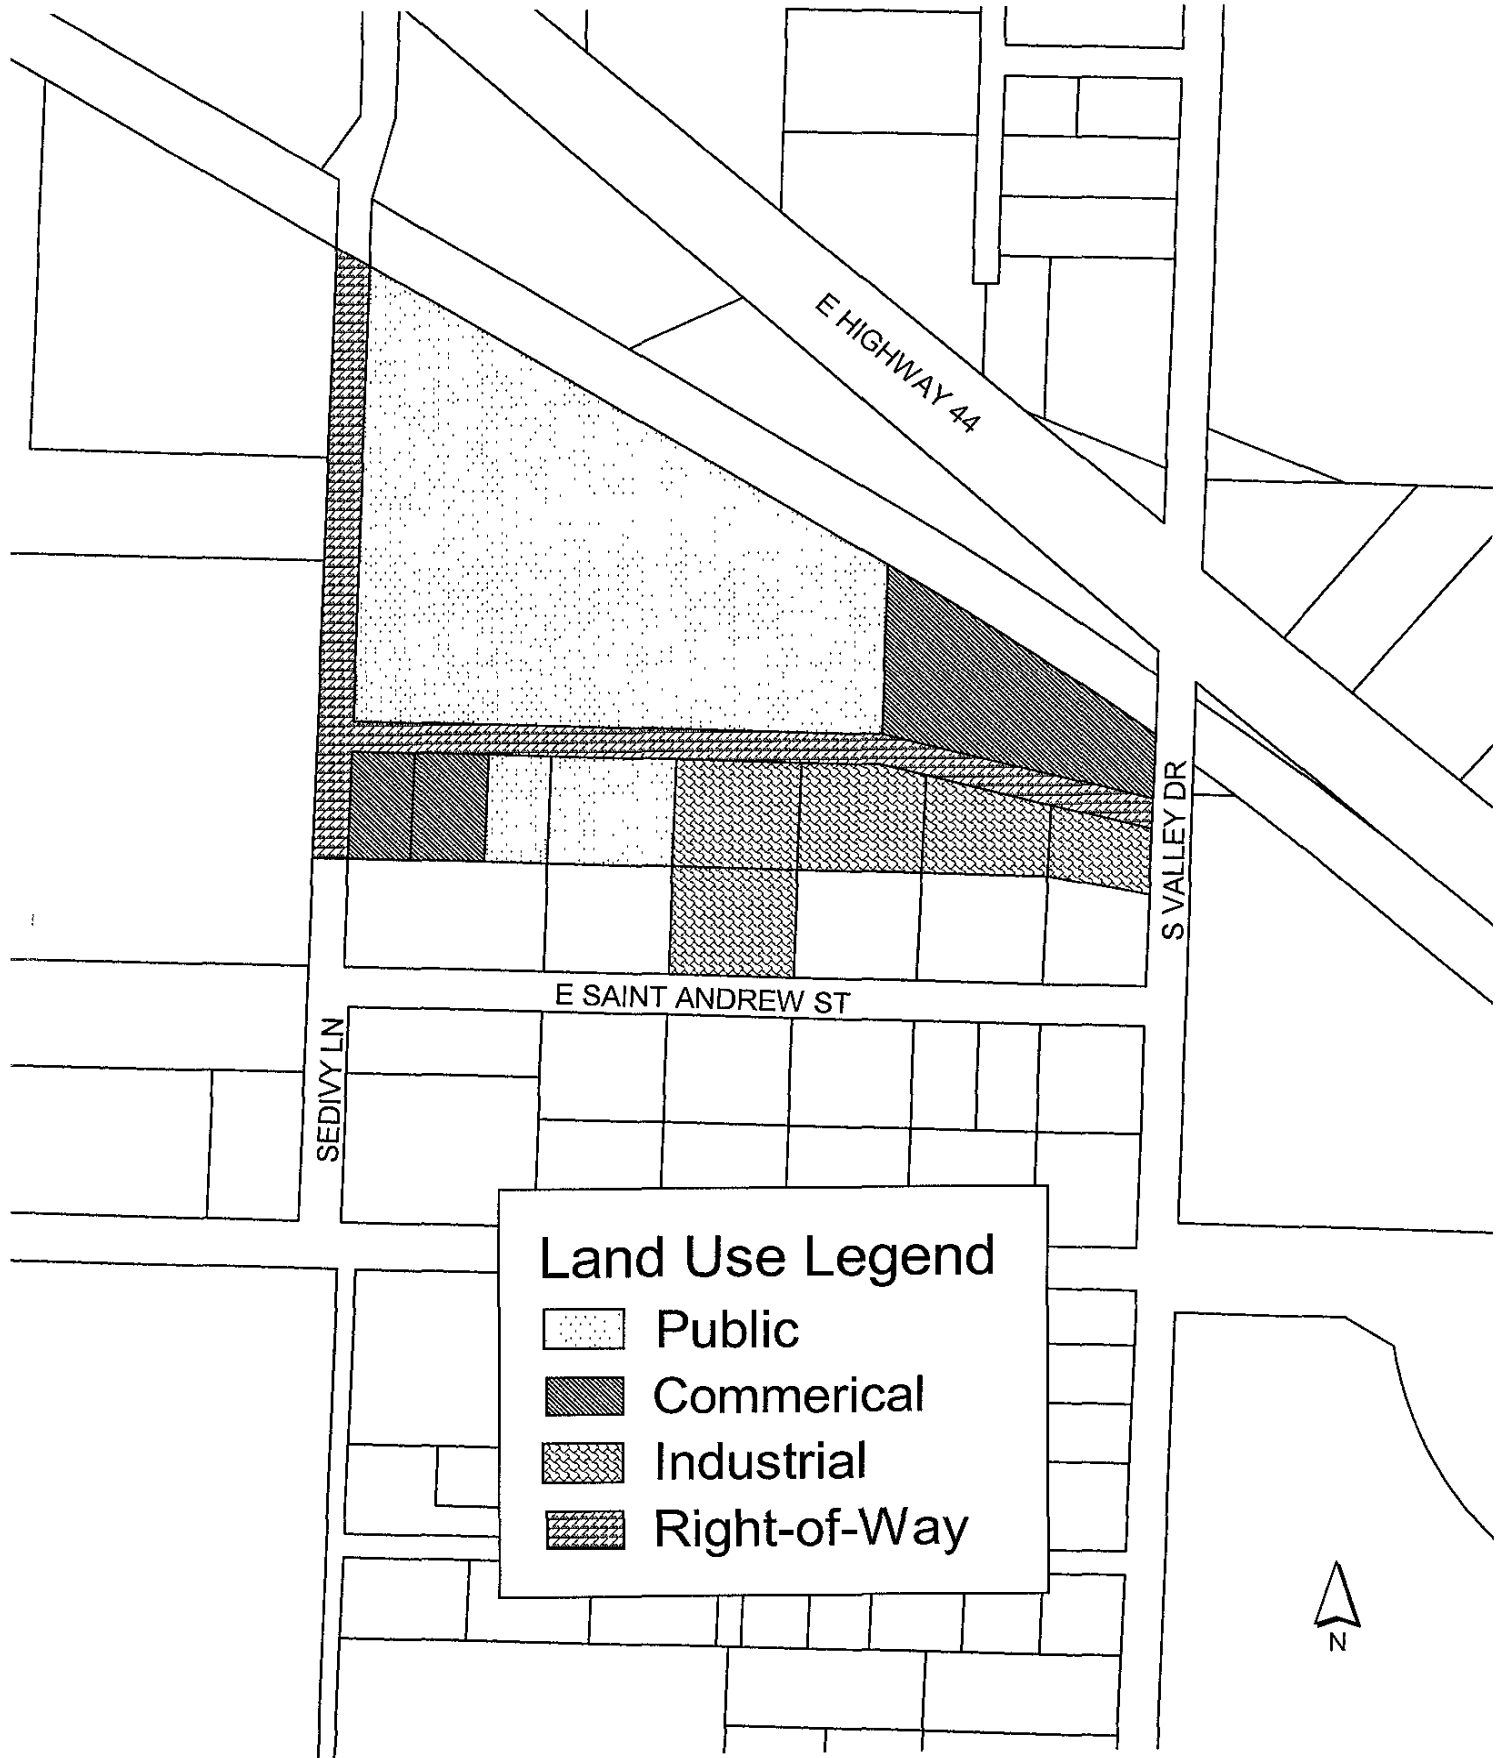 E HIGHWAY 44
S VALLEY DR
E SAINT ANDREW ST
SEDIVY LN
Land Use Legend
Public
Commerical
Industrial
Right-of-Way
N